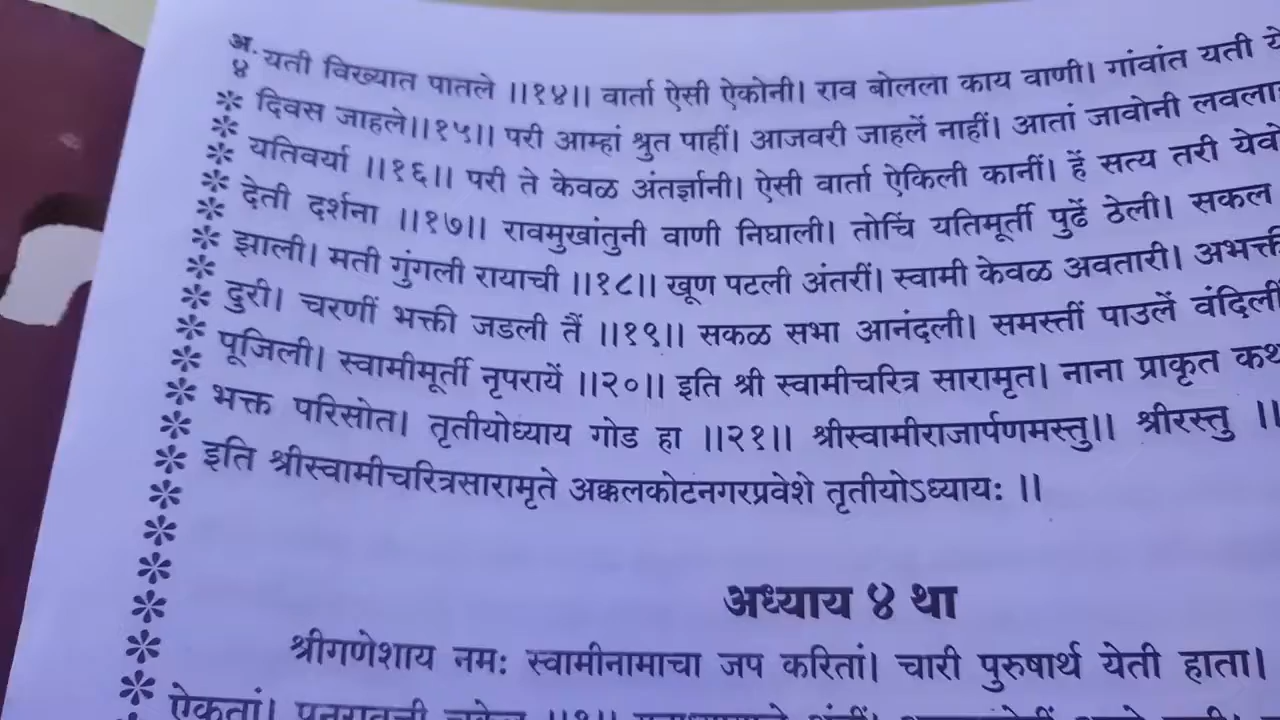 अ. यती विख्यात पातले ।।१४।। वार्ता ऐसी ऐकोनी। राव बोलला काय वाणी। गांवांत यती
४
दिवस जाहले।।१५।। परी आम्हां श्रुत पाहीं। आजवरी जाहलें नाहीं। आतां जावोनी
यतिवर्या ।।१६।। परी ते केवळ अंतर्ज्ञानी। ऐसी वार्ता ऐकिली कानीं। हें सत्य तरी
देती दर्शना ।।१७।। रावमुखांतुनी वाणी निघाली। तोचिं यतिमूर्ती पुढें ठेली। सकल
झाली। मती गुंगली रायाची ।।१८।। खूण पटली अंतरीं। स्वामी केवळ अवतारी।
दुरी। चरणीं भक्ती जडली तैं ।।१९।। सकळ सभा आनंदली। समस्तीं पाउलें वंदिलीं
पूजिली। स्वामीमूर्ती नृपरायें ।।२०।। इति श्री स्वामीचरित्र सारामृत। नाना प्राकृत
भक्त परिसोत। तृतीयोध्याय गोड हा ।।२१।। श्रीस्वामीराजार्पणमस्तु।। श्रीरस्तु ।।
इति श्रीस्वामीचरित्रसारामृते अक्कलकोटनगरप्रवेशे तृतीयोऽध्यायः ।।
अध्याय ४ था
श्रीगणेशाय नमः स्वामीनामाचा जप करितां। चारी पुरुषार्थ येती हाता।
ऐकतां।